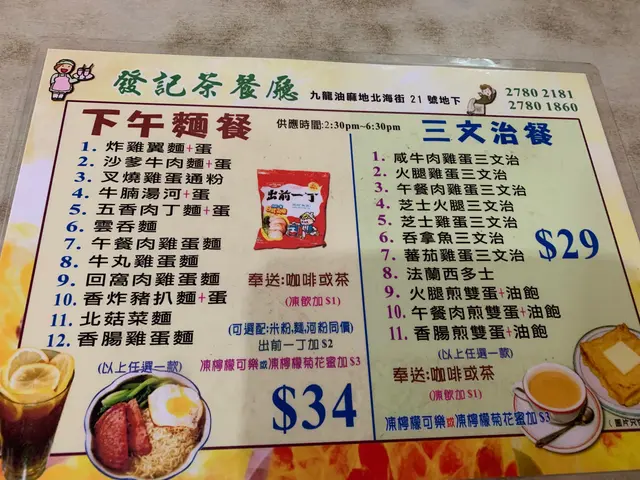 發記茶餐廳
九龍油麻地北海街 21 號地下
2780 2181
2780 1860
下午麵餐
供應時間:2:30pm~6:30pm
1. 炸雞翼麵+蛋
2. 沙爹牛肉麵+蛋
3. 叉燒雞蛋通粉
4. 牛腩湯河+蛋
5. 五香肉丁麵+蛋
6. 雲吞麵
7. 午餐肉雞蛋麵
8. 牛丸雞蛋麵
9. 回窩肉雞蛋麵
10. 香炸豬扒麵+蛋
11. 北菇菜麵
12. 香腸雞蛋麵
(以上任選一款)
出前一丁
奉送:咖啡或茶
(凍飲加 $1)
(可選配:米粉,麵,河粉同價)
出前一丁加 $2
凍檸檬可樂或凍檸檬菊花蜜加 $3
$34
三文治餐
1. 咸牛肉雞蛋三文治
2. 火腿雞蛋三文治
3. 午餐肉雞蛋三文治
4. 芝士火腿三文治
5. 芝士雞蛋三文治
6. 吞拿魚三文治
7. 蕃茄雞蛋三文治
8. 法蘭西多士
9. 火腿煎雙蛋+油飽
10. 午餐肉煎雙蛋+油飽
11. 香腸煎雙蛋+油飽
$29
(以上任選一款)
奉送:咖啡或茶
(凍飲加 $1)
凍檸檬可樂或凍檸檬菊花蜜加 $3